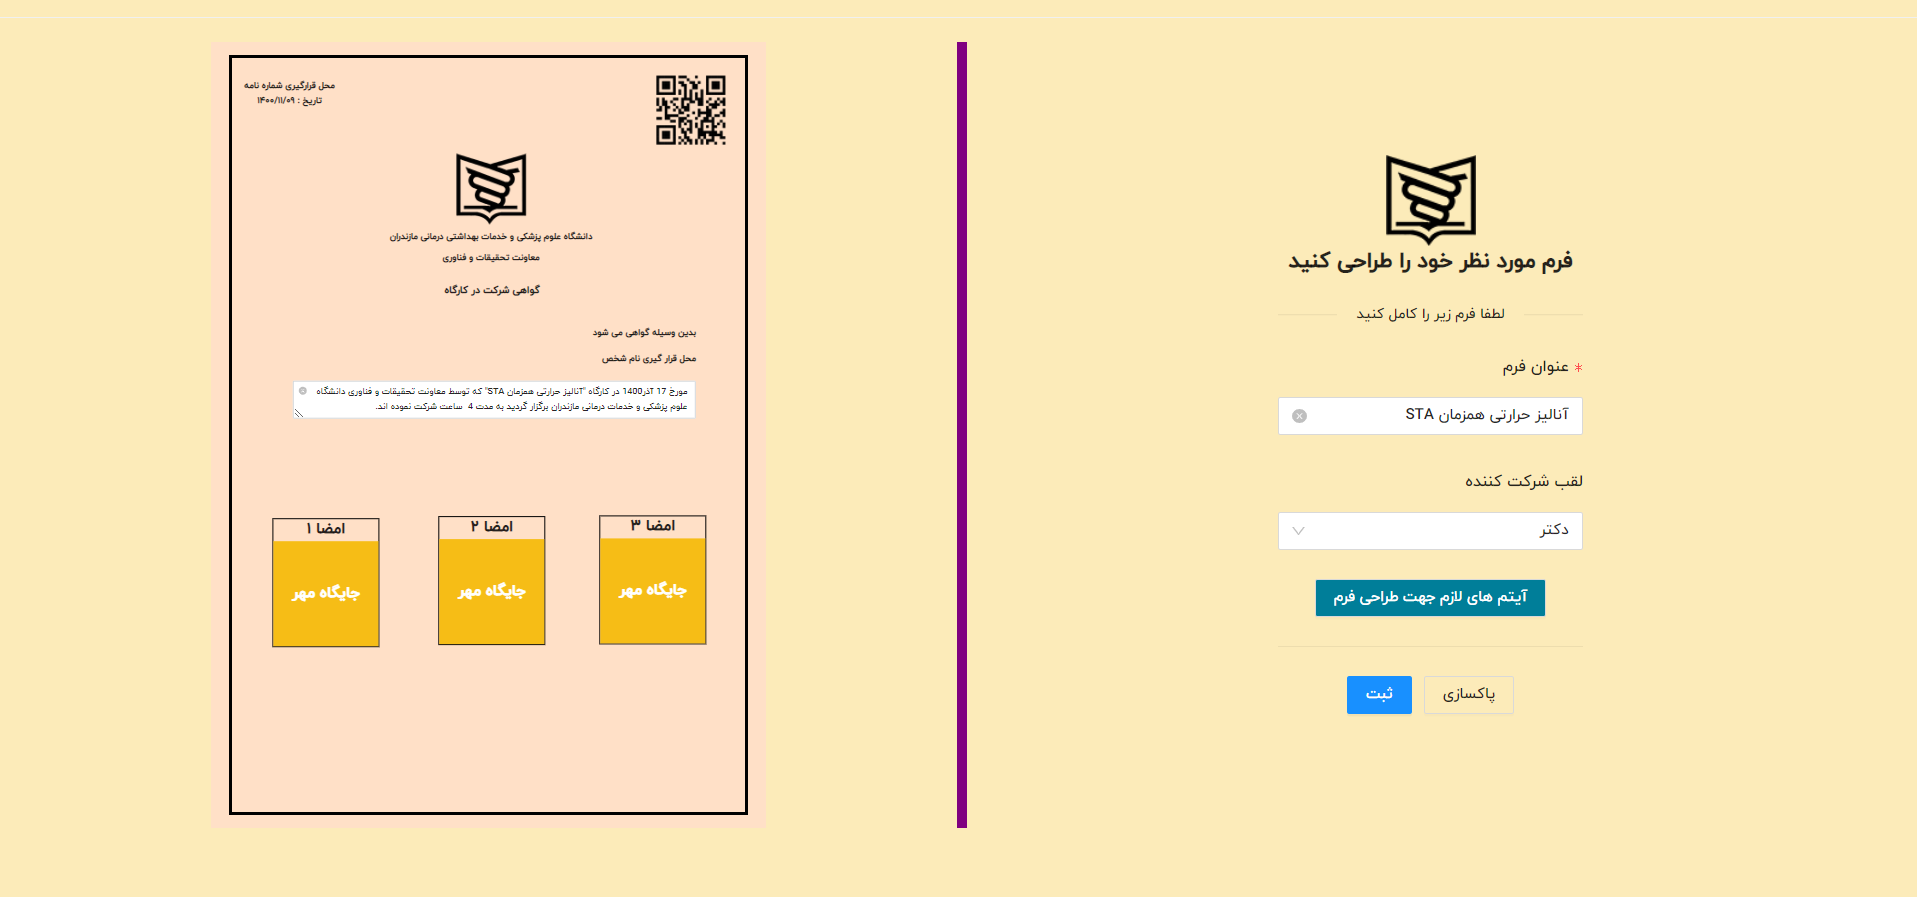 محل قرارگیری شماره نامه
تاریخ : ۱۴۰۰/۱۱/۰۹
دانشگاه علوم پزشکی و خدمات بهداشتی درمانی مازندران
معاونت تحقیقات و فناوری
گواهی شرکت در کارگاه
بدین وسیله گواهی می شود
محل قرار گیری نام شخص
مورخ 17 آذر1400 در کارگاه "آنالیز حرارتی همزمان STA" که توسط معاونت تحقیقات و فناوری دانشگاه
علوم پزشکی و خدمات درمانی مازندران برگزار گردید به مدت 4 ساعت شرکت نموده اند.
امضا ۳
جایگاه مهر
امضا ۲
جایگاه مهر
امضا ۱
جایگاه مهر
فرم مورد نظر خود را طراحی کنید
لطفا فرم زیر را کامل کنید
* عنوان فرم
آنالیز حرارتی همزمان STA
لقب شرکت کننده
دکتر
آیتم های لازم جهت طراحی فرم
پاکسازی
ثبت